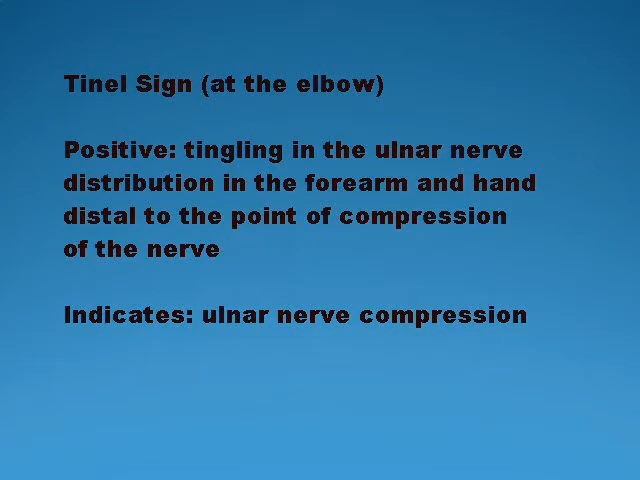 Tinel Sign (at the elbow)
Positive: tingling in the ulnar nerve
distribution in the forearm and hand
distal to the point of compression
of the nerve
Indicates: ulnar nerve compression